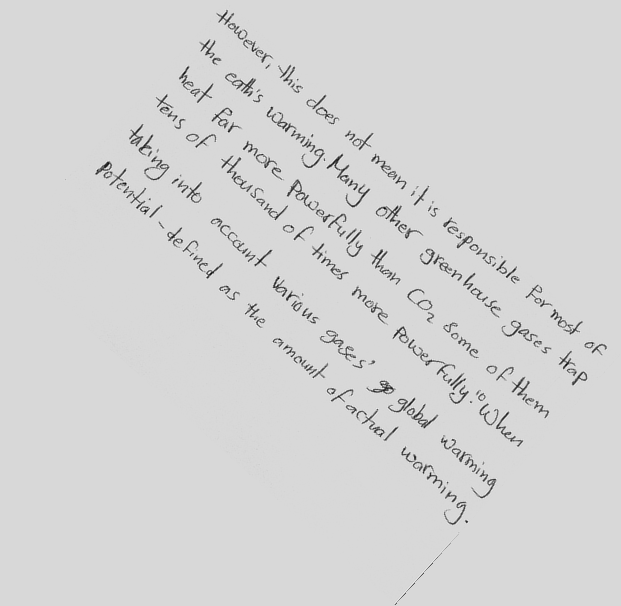 However, this does not mean it is responsible for most of
the eath's warming. Many other greenhouse gases trap
heat far more powerfully than CO2 some of them
tens of thousand of times more powerfully.10 When
taking into account various gases' global warming
potential - defined as the amount of actual warming.